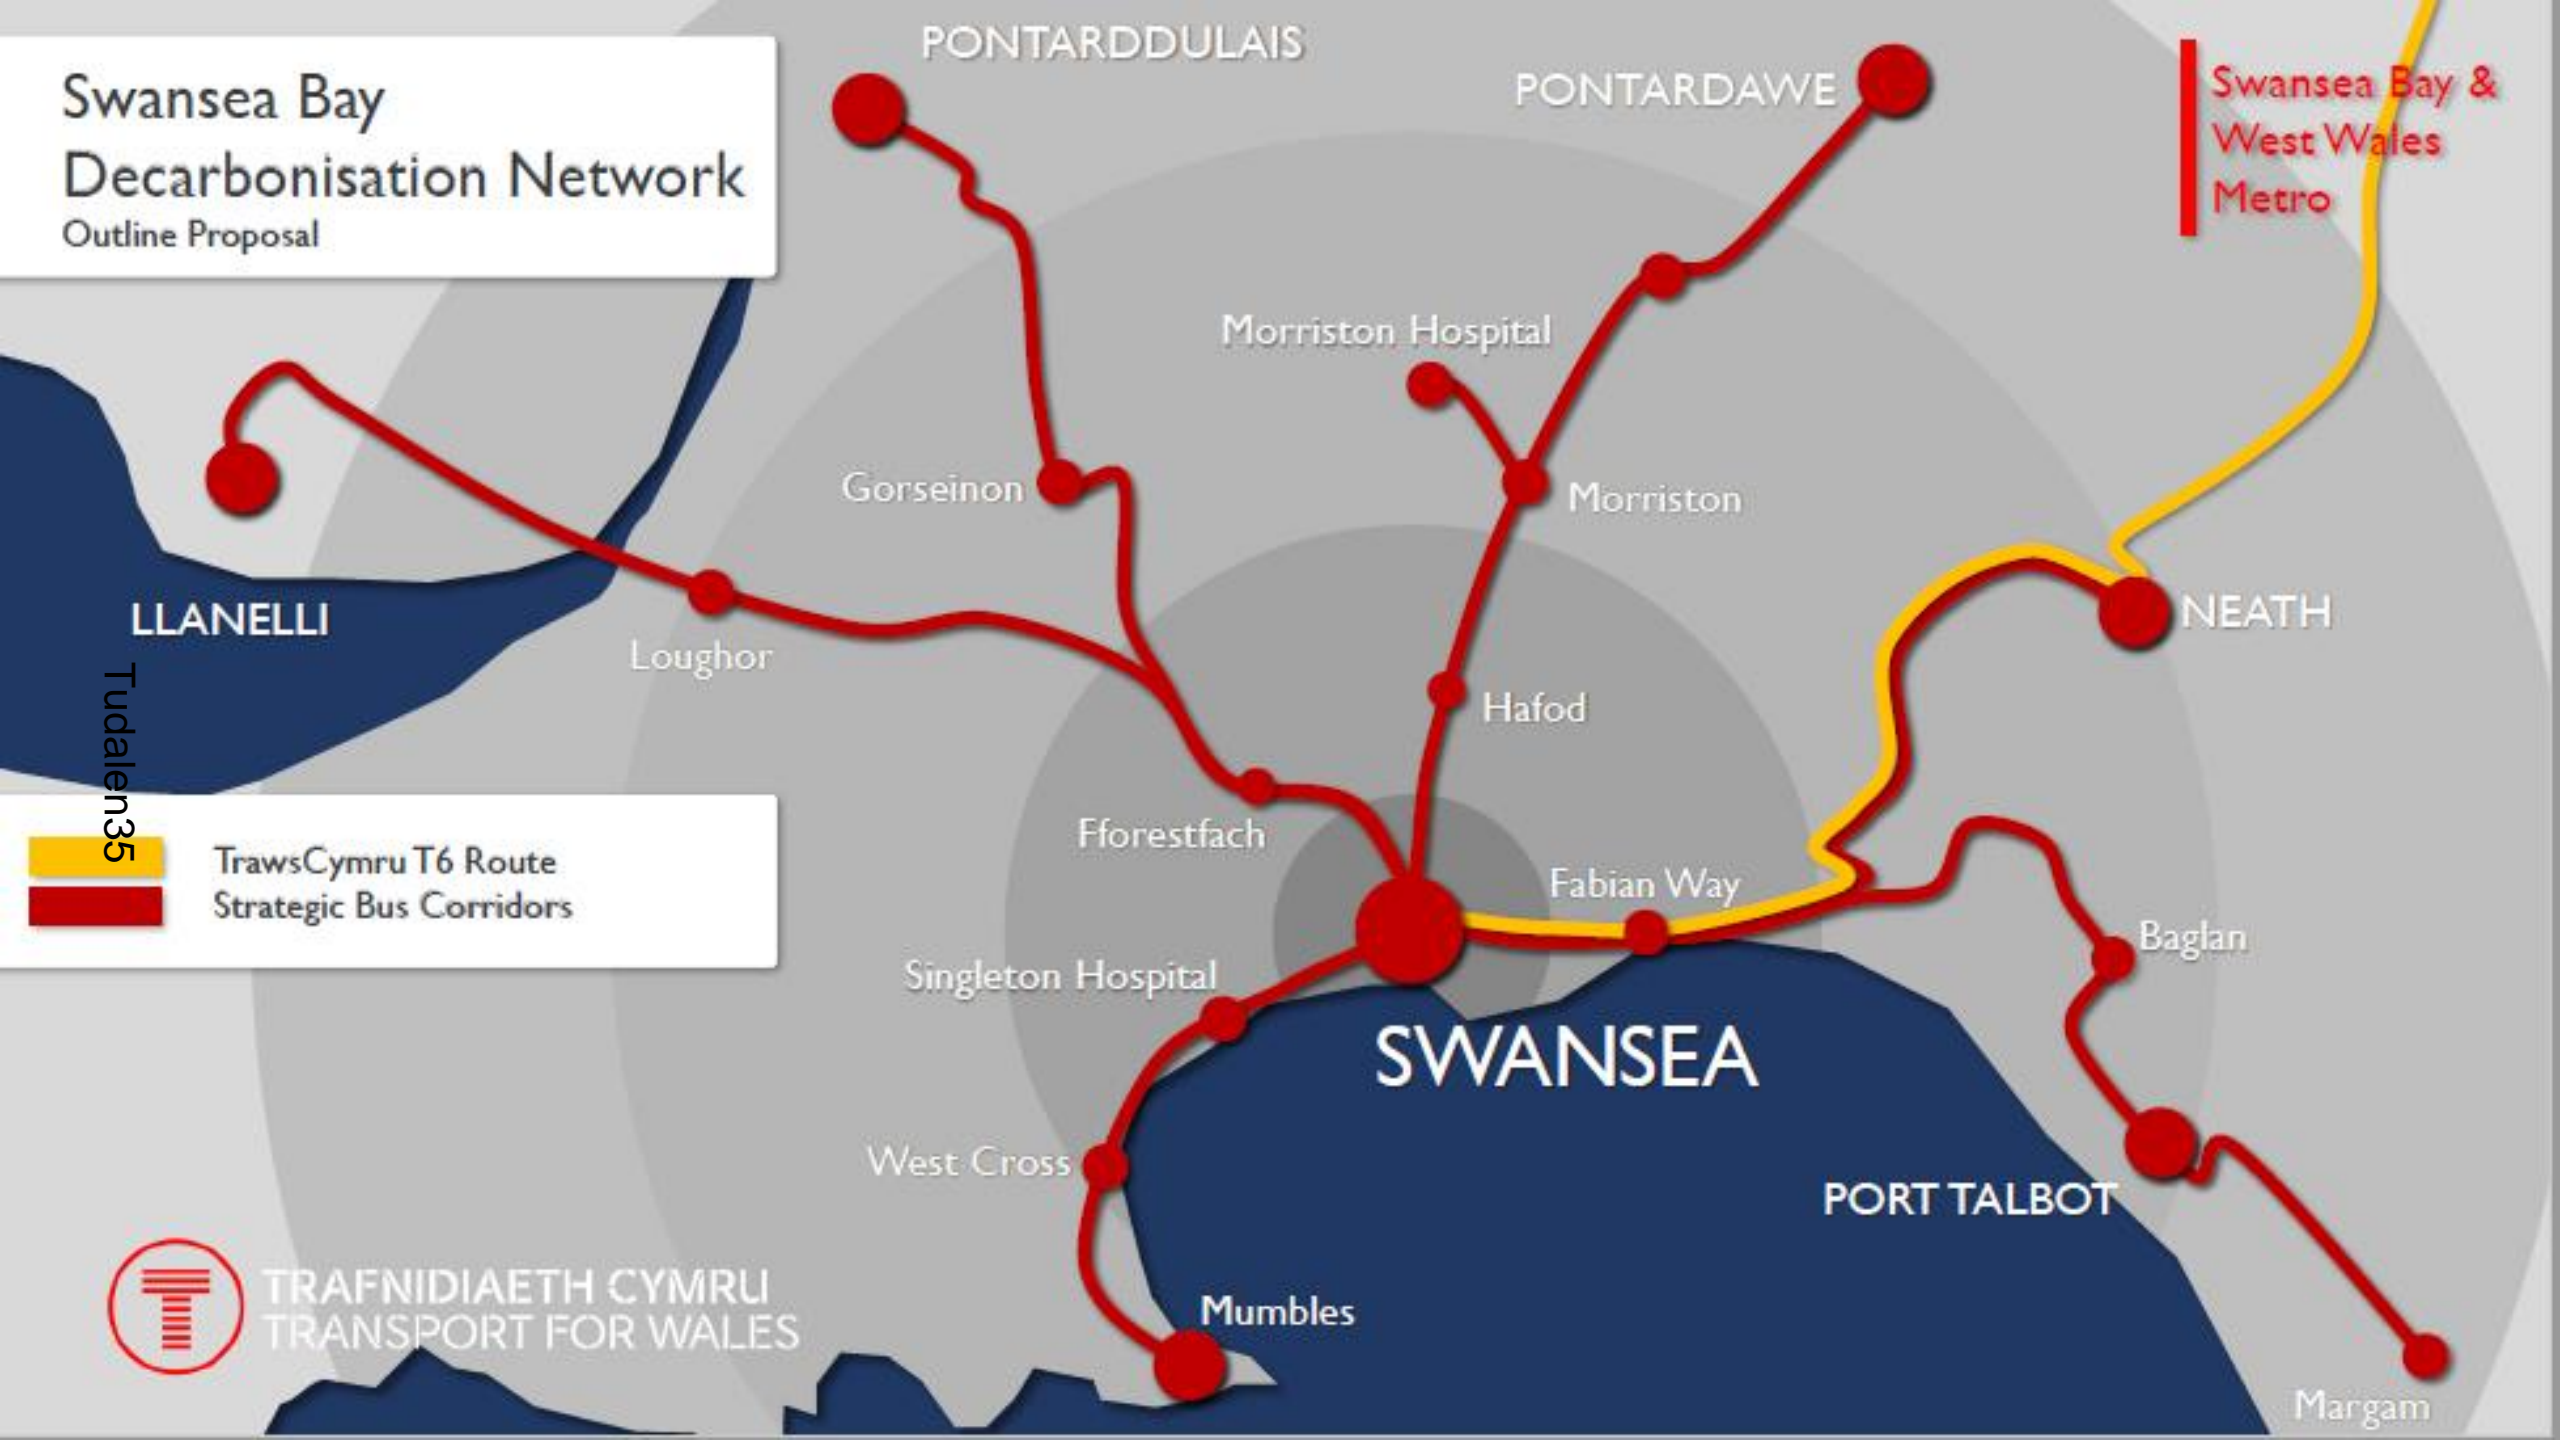 Swansea Bay
Decarbonisation Network
Outline Proposal
PONTARDDULAIS
PONTARDAWE
Swansea Bay &
West Wales
Metro
Morriston Hospital
Gorseinon
Morriston
LLANELLI
Loughor
NEATH
Hafod
Tudalen35
TrawsCymru T6 Route
Strategic Bus Corridors
Fforestfach
Fabian Way
Baglan
Singleton Hospital
SWANSEA
West Cross
PORT TALBOT
TRAFNIDIAETH CYMRU
TRANSPORT FOR WALES
Mumbles
Margam